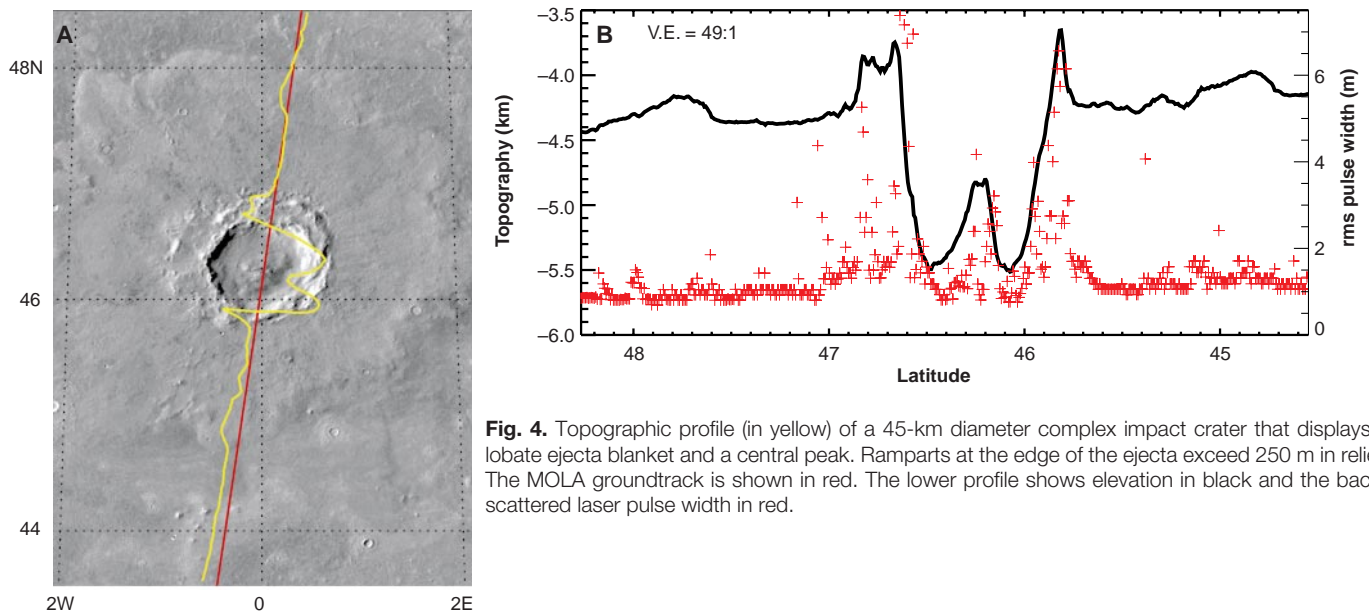 A
48N
46
44
2W
0
2E
B
V.E. = 49:1
Topography (km)
−3.5
−4.0
−4.5
−5.0
−5.5
−6.0
6
4
2
0
rms pulse width (m)
48
47
46
45
Latitude
Fig. 4. Topographic profile (in yellow) of a 45-km diameter complex impact crater that displays
lobate ejecta blanket and a central peak. Ramparts at the edge of the ejecta exceed 250 m in
The MOLA groundtrack is shown in red. The lower profile shows elevation in black and the
scattered laser pulse width in red.